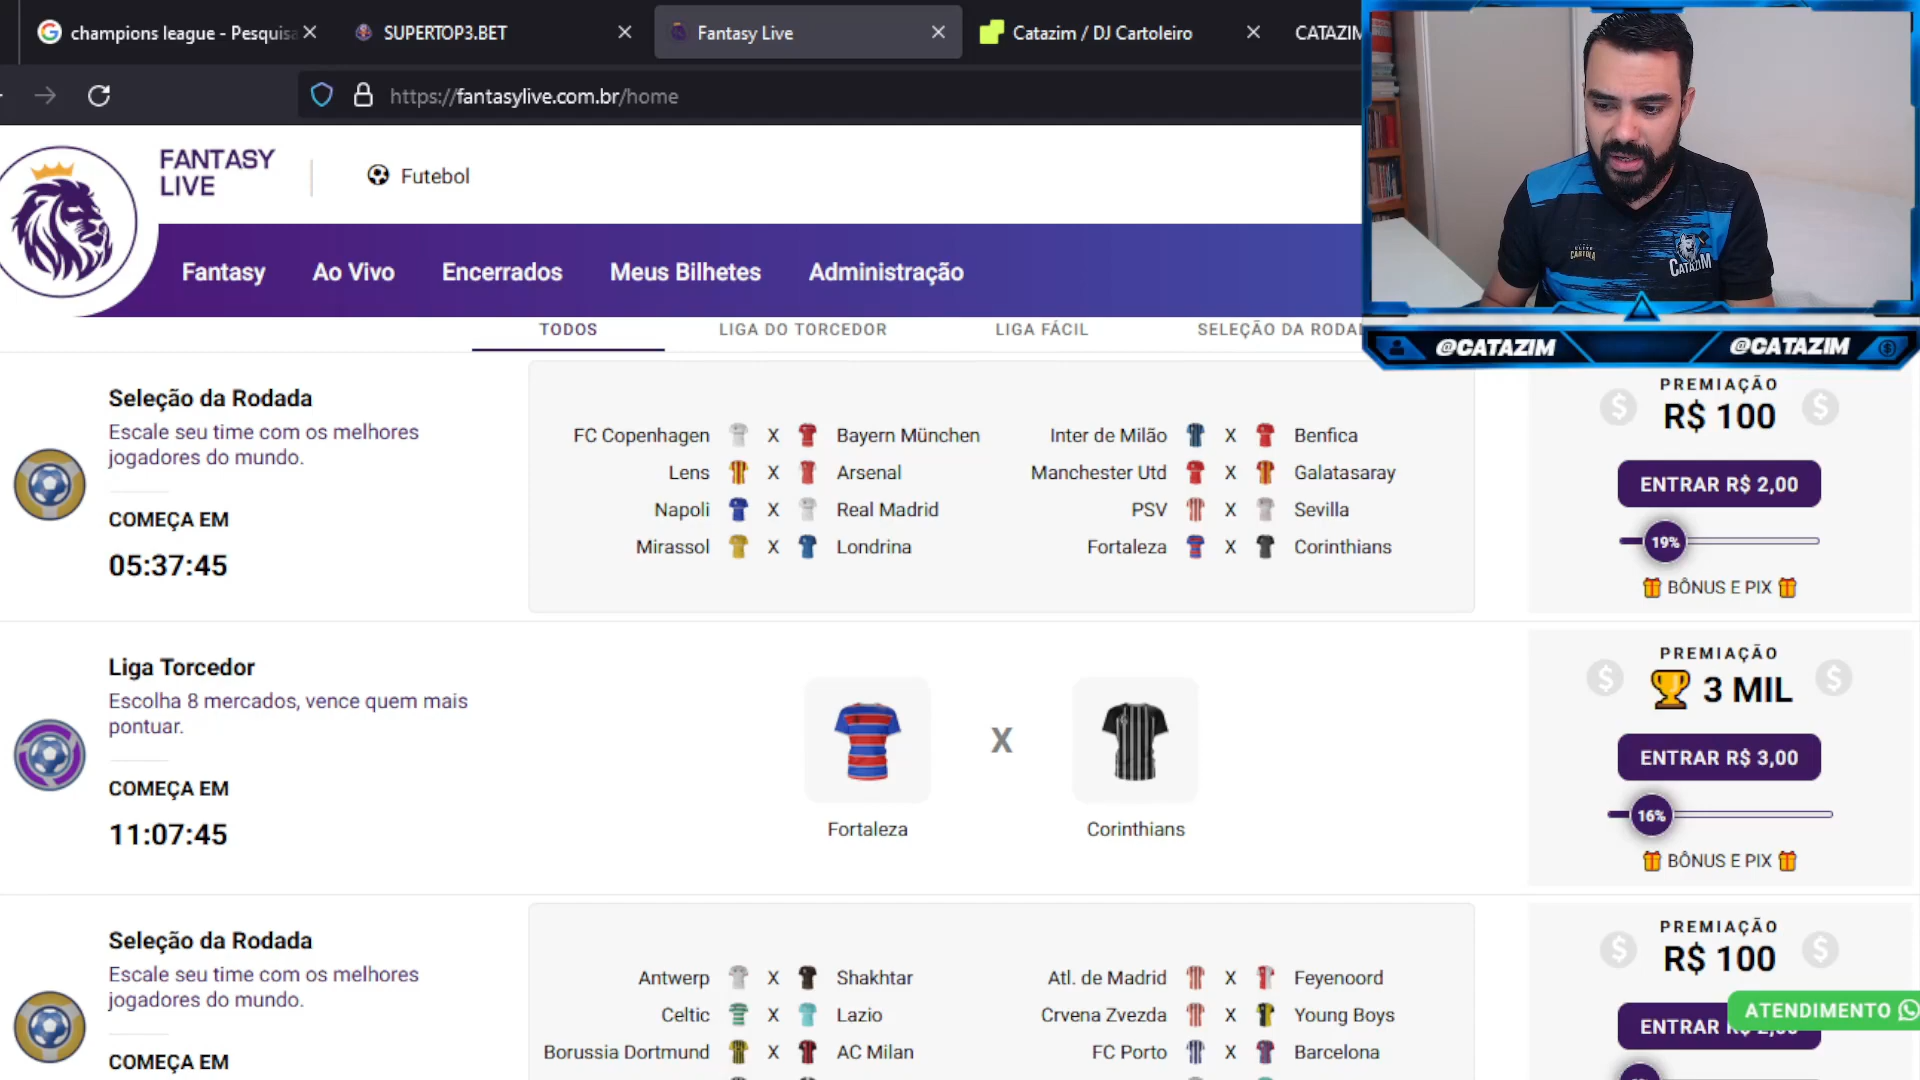 champions league - Pesquisa
SUPERTOP3.BET
Fantasy Live
Catazim / DJ Cartoleiro
CATAZIM
https://fantasylive.com.br/home
FANTASY
LIVE
Futebol
Fantasy
Ao Vivo
Encerrados
Meus Bilhetes
Administração
CATAZIM
@CATAZIM
@CATAZIM
TODOS
LIGA DO TORCEDOR
LIGA FÁCIL
SELEÇÃO DA RODA
Seleção da Rodada
Escale seu time com os melhores
jogadores do mundo.
COMEÇA EM
05:37:45
FC Copenhagen X Bayern München
Inter de Milão X Benfica
Lens X Arsenal
Manchester Utd X Galatasaray
Napoli X Real Madrid
PSV X Sevilla
Mirassol X Londrina
Fortaleza X Corinthians
PREMIAÇÃO
R$ 100
ENTRAR R$ 2,00
19%
BÔNUS E PIX
Liga Torcedor
Escolha 8 mercados, vence quem mais
pontuar.
COMEÇA EM
11:07:45
X
Fortaleza
Corinthians
PREMIAÇÃO
3 MIL
ENTRAR R$ 3,00
16%
BÔNUS E PIX
Seleção da Rodada
Escale seu time com os melhores
jogadores do mundo.
COMEÇA EM
Antwerp X Shakhtar
Atl. de Madrid X Feyenoord
Celtic X Lazio
Crvena Zvezda X Young Boys
Borussia Dortmund X AC Milan
FC Porto X Barcelona
PREMIAÇÃO
R$ 100
ENTRAR R$ 2,00
ATENDIMENTO